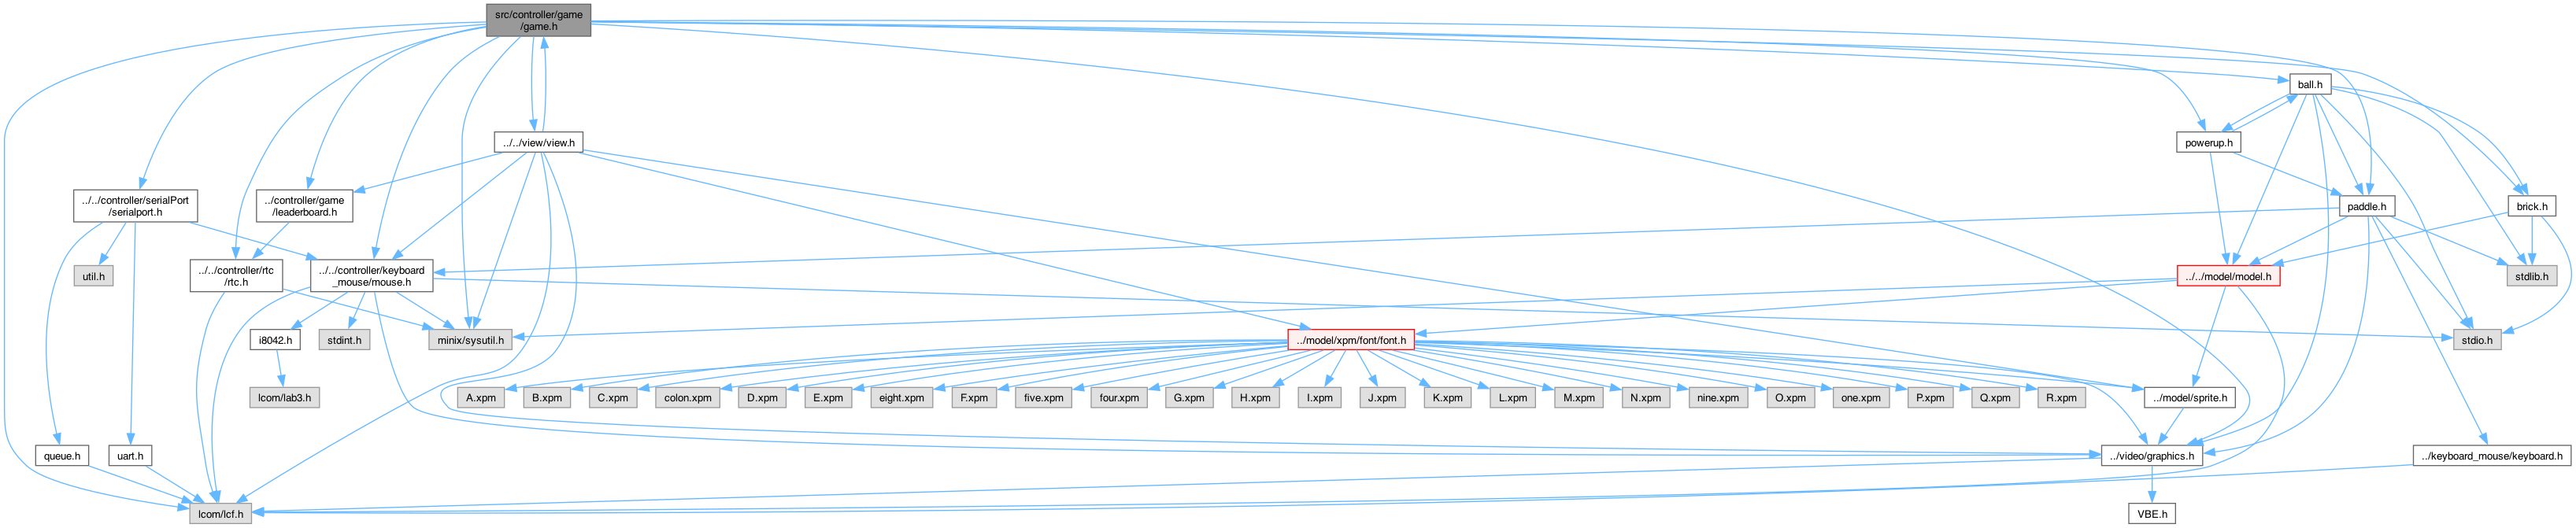 src/controller/game
/game.h
ball.h
../../view/view.h
powerup.h
../../controller/serialPort
/serialport.h
../controller/game
/leaderboard.h
paddle.h
brick.h
util.h
../../controller/rtc
/rtc.h
../../controller/keyboard
_mouse/mouse.h
../../model/model.h
stdlib.h
i8042.h
stdint.h
minix/sysutil.h
../model/xpm/font/font.h
stdio.h
lcom/lab3.h
A.xpm
B.xpm
C.xpm
colon.xpm
D.xpm
E.xpm
eight.xpm
F.xpm
five.xpm
four.xpm
G.xpm
H.xpm
I.xpm
J.xpm
K.xpm
L.xpm
M.xpm
N.xpm
nine.xpm
O.xpm
one.xpm
P.xpm
Q.xpm
R.xpm
../model/sprite.h
queue.h
uart.h
../video/graphics.h
../keyboard_mouse/keyboard.h
lcom/lcf.h
VBE.h